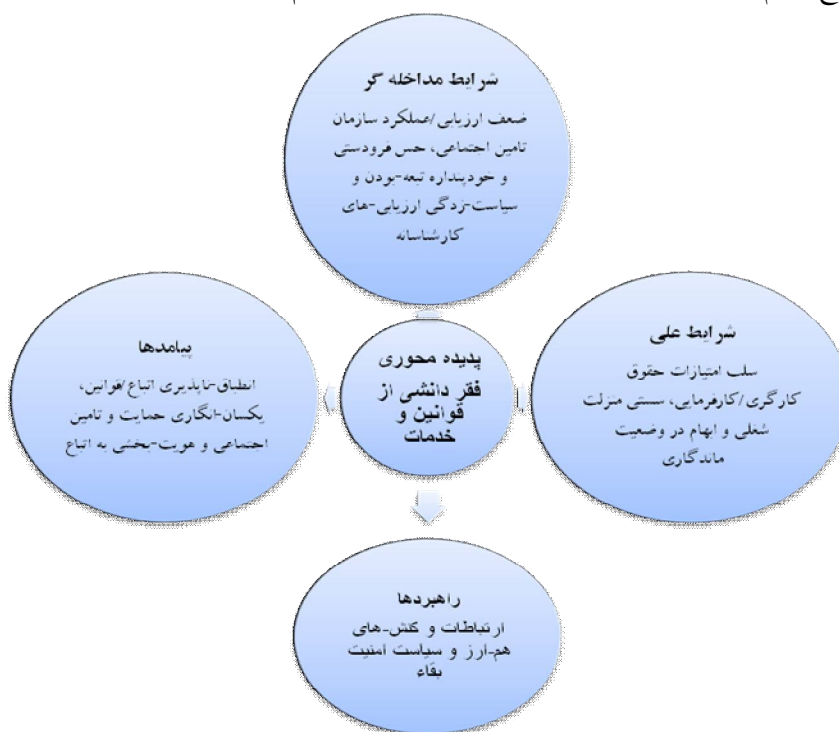 شرایط مداخله گر
ضعف ارزیابی/عملکرد سازمان
تامین اجتماعی، حس فرودستی
و خودپنداره تبعه-بودن و
سیاست-زدگی ارزیابی-های
کارشناسانه
شرایط علی
سلب امتیازات حقوق
کارگری/کارفرمایی، سستی منزلت
شغلی و ابهام در وضعیت
ماندگاری
پدیده محوری
فقر دانشی از
قوانین و
خدمات
پیامدها
انطباق-ناپذیری اتباع/قوانین،
یکسان-انگاری حمایت و تامین
اجتماعی و هویت-بخشی به اتباع
راهبردها
ارتباطات و کنش-های
هم-ارز و سیاست امنیت
بقاء